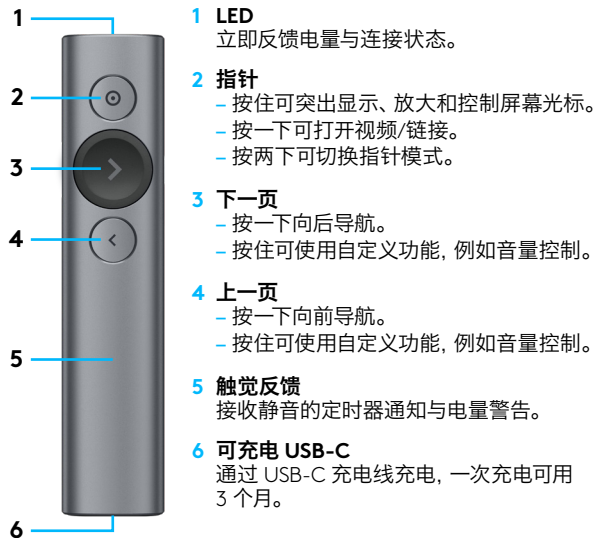 1 LED
立即反馈电量与连接状态。
2 指针
– 按住可突出显示、放大和控制屏幕光标。
– 按一下可打开视频/链接。
– 按两下可切换指针模式。
3 下一页
– 按一下向后导航。
– 按住可使用自定义功能, 例如音量控制。
4 上一页
– 按一下向前导航。
– 按住可使用自定义功能, 例如音量控制。
5 触觉反馈
接收静音的定时器通知与电量警告。
6 可充电 USB-C
通过 USB-C 充电线充电, 一次充电可用
3 个月。
1
2
3
4
5
6